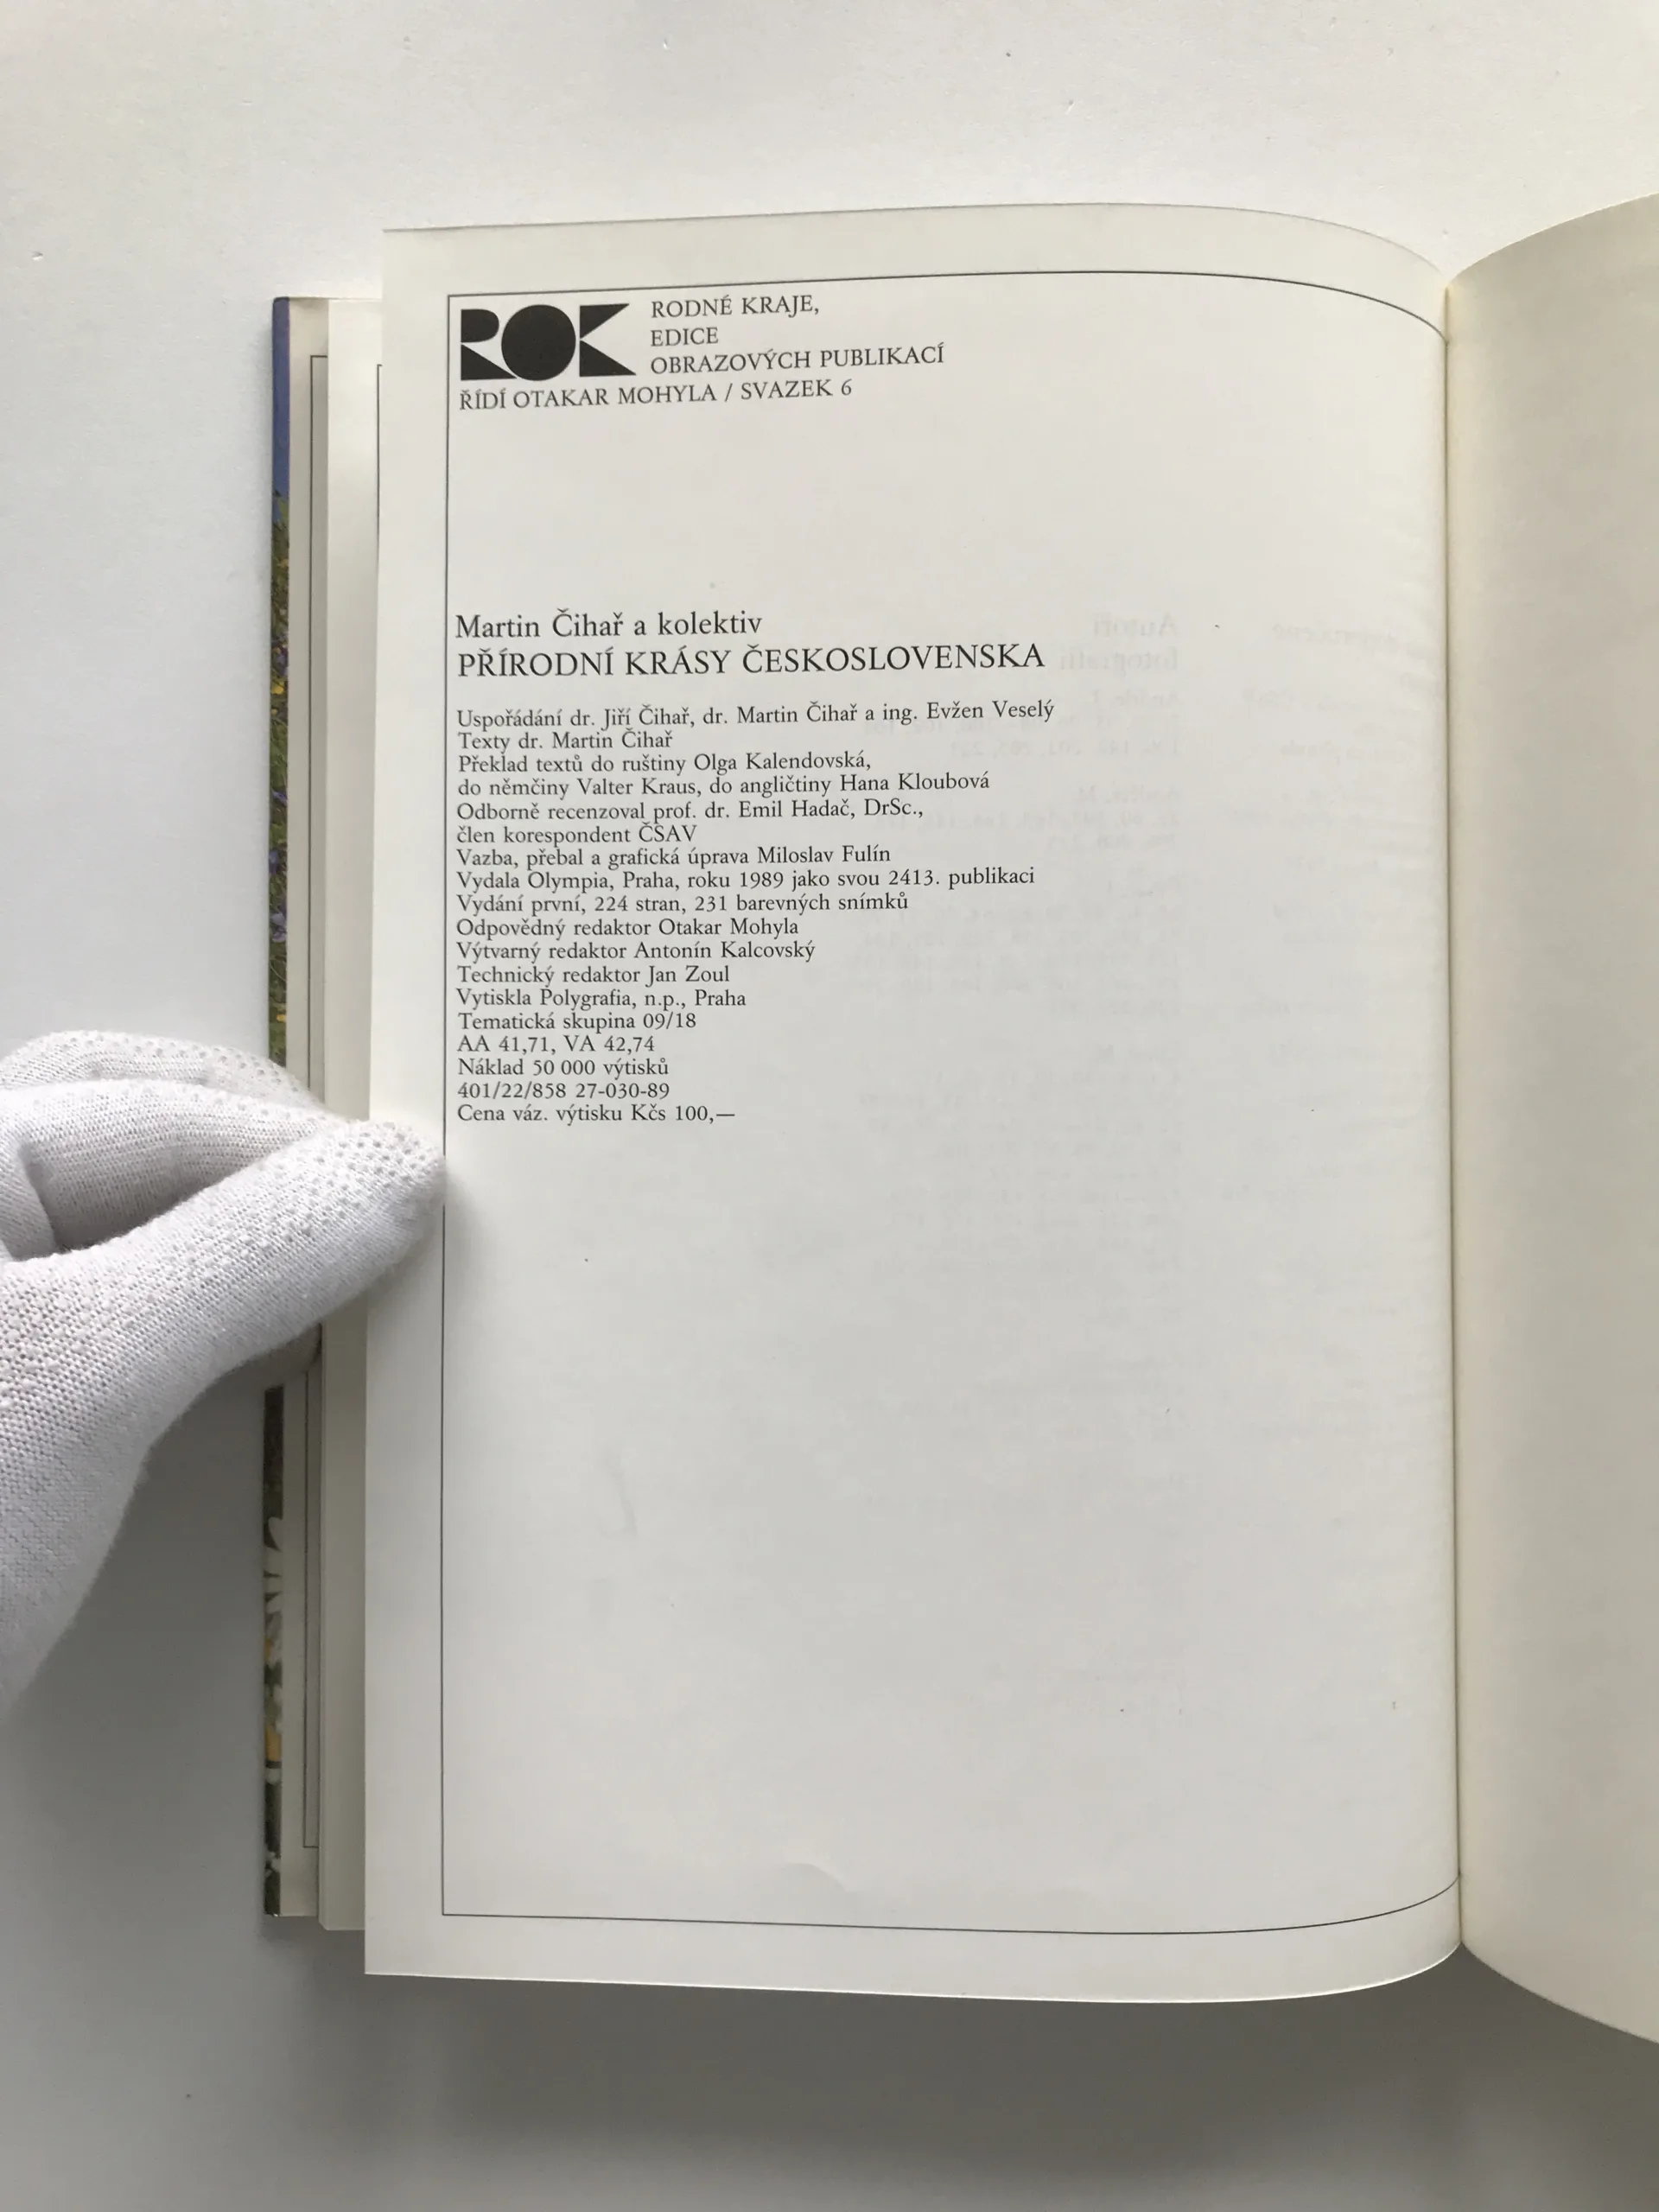 ROK
RODNÉ KRAJE,
EDICE
OBRAZOVÝCH PUBLIKACÍ
ŘÍDÍ OTAKAR MOHYLA / SVAZEK 6
Martin Čihař a kolektiv
PŘÍRODNÍ KRÁSY ČESKOSLOVENSKA
Uspořádání dr. Jiří Čihař, dr. Martin Čihař a ing. Evžen Veselý
Texty dr. Martin Čihař
Překlad textů do ruštiny Olga Kalendovská,
do němčiny Valter Kraus, do angličtiny Hana Kloubová
Odborně recenzoval prof. dr. Emil Hadač, DrSc.,
člen korespondent ČSAV
Vazba, přebal a grafická úprava Miloslav Fulín
Vydala Olympia, Praha, roku 1989 jako svou 2413. publikaci
Vydání první, 224 stran, 231 barevných snímků
Odpovědný redaktor Otakar Mohyla
Výtvarný redaktor Antonín Kalcovský
Technický redaktor Jan Zoul
Vytiskla Polygrafia, n.p., Praha
Tematická skupina 09/18
AA 41,71, VA 42,74
Náklad 50 000 výtisků
401/22/858 27-030-89
Cena váz. výtisku Kčs 100,—